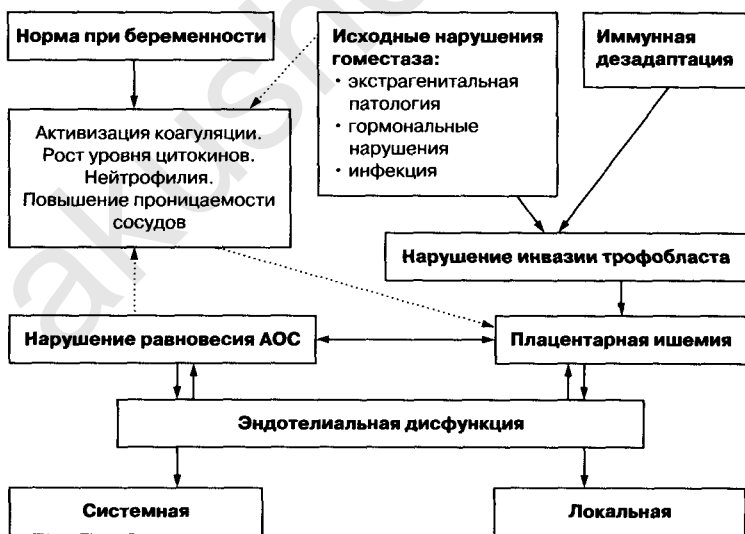 Норма при беременности
Исходные нарушения
гоместаза:
• экстрагенитальная
патология
• гормональные
нарушения
• инфекция
Иммунная
дезадаптация
Активизация коагуляции.
Рост уровня цитокинов.
Нейтрофилия.
Повышение проницаемости
сосудов
Нарушение инвазии трофобласта
Нарушение равновесия АОС
Плацентарная ишемия
Эндотелиальная дисфункция
Системная
Локальная